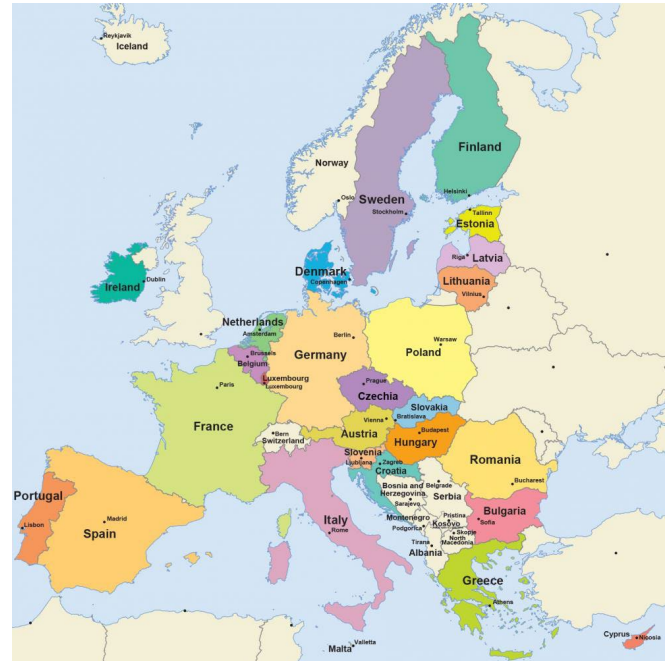 Reykjavik
Iceland
Norway
Finland
Oslo
Sweden
Stockholm
Helsinki
Tallinn
Estonia
Riga
Latvia
Lithuania
Vilnius
Denmark
Copenhagen
Dublin
Ireland
Netherlands
Amsterdam
Berlin
Germany
Warsaw
Poland
Brussels
Belgium
Luxembourg
Luxembourg
Paris
France
Prague
Czechia
Slovakia
Bratislava
Vienna
Austria
Budapest
Hungary
Bern
Switzerland
Slovenia
Ljubljana
Zagreb
Croatia
Romania
Bucharest
Bosnia and
Herzegovina
Sarajevo
Belgrade
Serbia
Portugal
Lisbon
Madrid
Spain
Italy
Rome
Montenegro
Podgorica
Pristina
Kosovo
Bulgaria
Sofia
Skopje
North
Macedonia
Tirana
Albania
Greece
Athens
Valletta
Malta
Cyprus
Nicosia